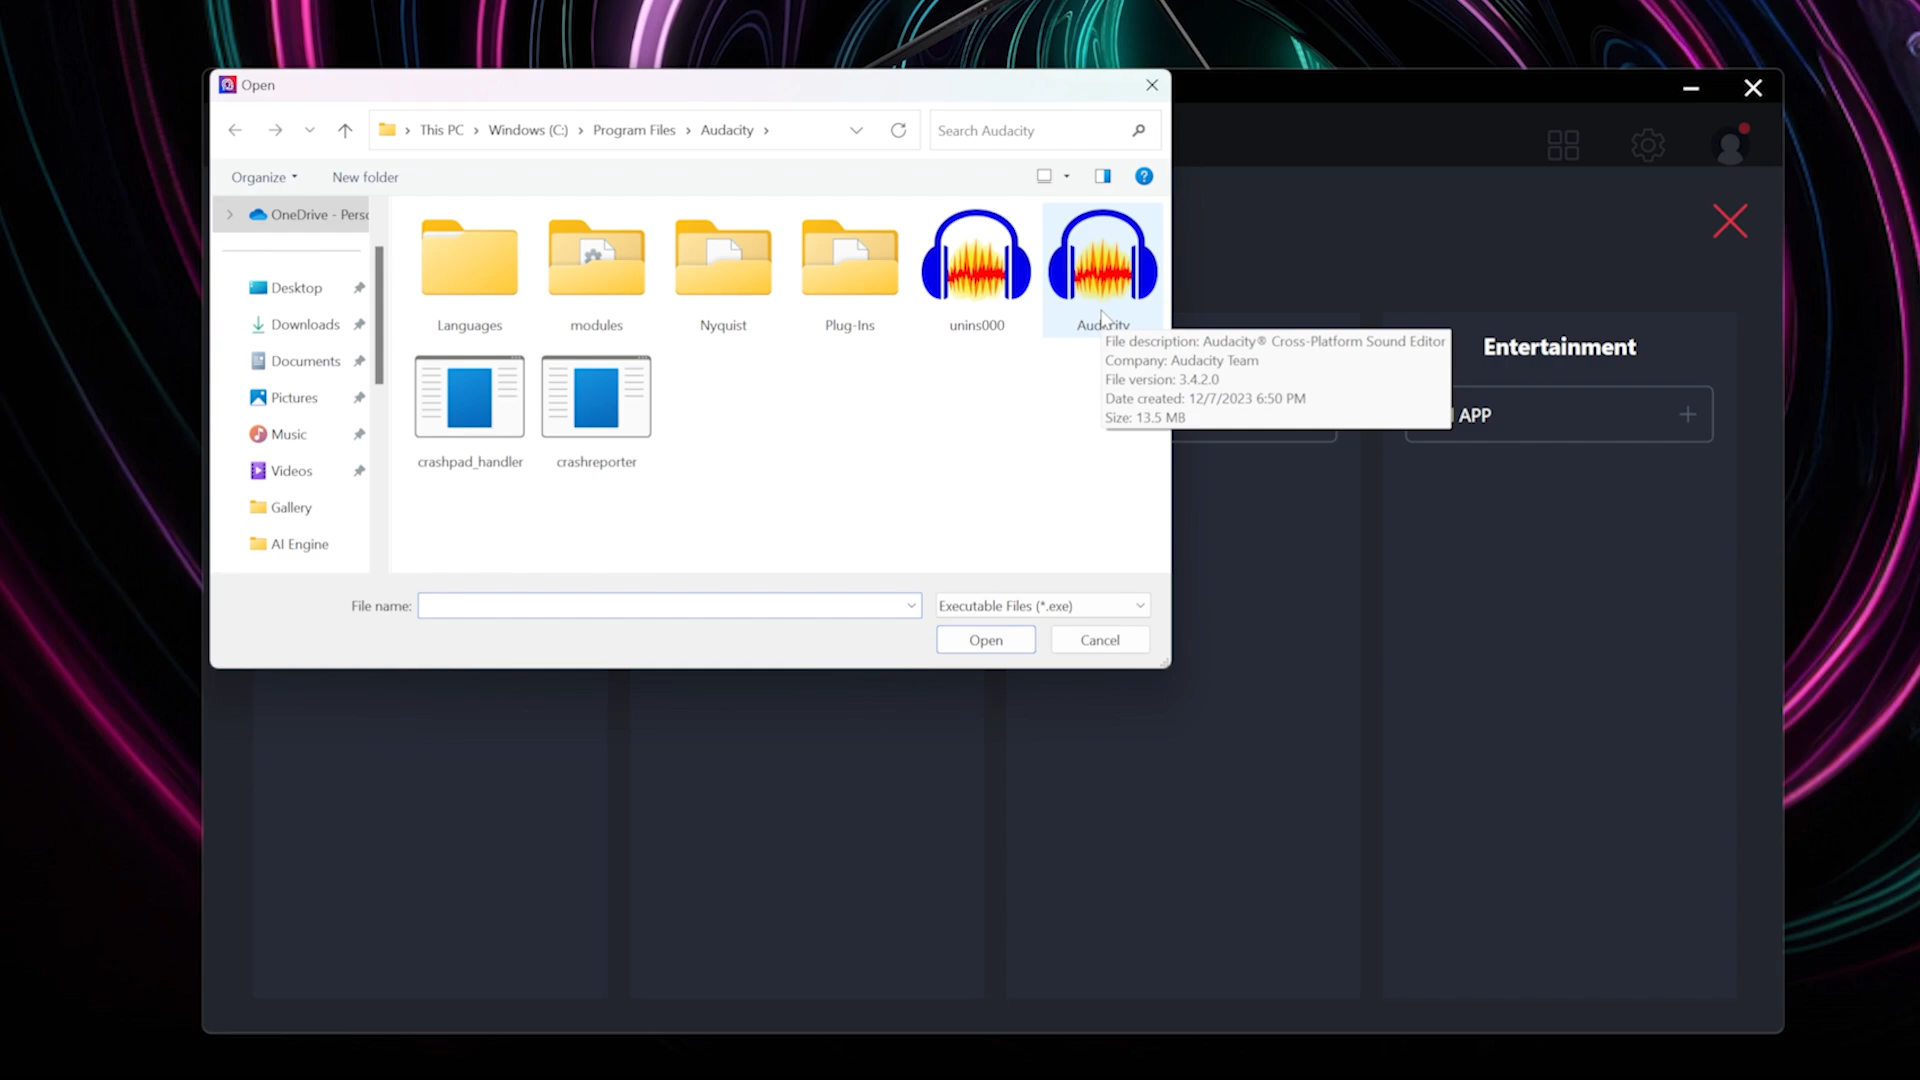 Open
This PC > Windows (C:) > Program Files > Audacity >
Search Audacity
Organize
New folder
OneDrive - Perso
Desktop
Downloads
Documents
Pictures
Music
Videos
Gallery
AI Engine
Languages
modules
Nyquist
Plug-Ins
unins000
Audacity
File description: Audacity® Cross-Platform Sound Editor
Company: Audacity Team
File version: 3.4.2.0
Date created: 12/7/2023 6:50 PM
Size: 13.5 MB
crashpad_handler
crashreporter
Entertainment
APP
File name:
Executable Files (*.exe)
Open
Cancel